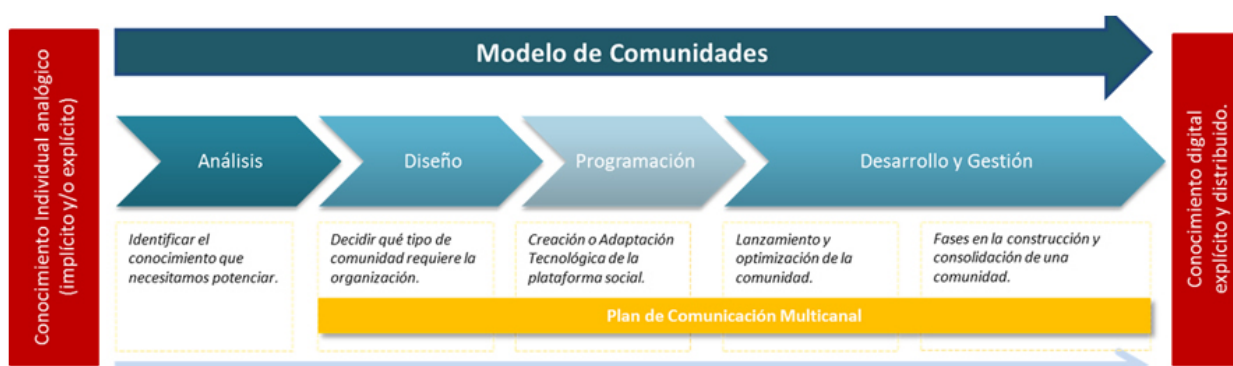 Modelo de Comunidades
Conocimiento Individual analógico
(implícito y/o explícito)
Análisis
Diseño
Programación
Desarrollo y Gestión
Identificar el
conocimiento que
necesitamos potenciar.
Decidir qué tipo de
comunidad requiere la
organización.
Creación o Adaptación
Tecnológica de la
plataforma social.
Lanzamiento y
optimización de la
comunidad.
Fases en la construcción y
consolidación de una
comunidad.
Plan de Comunicación Multicanal
Conocimiento digital
explícito y distribuido.